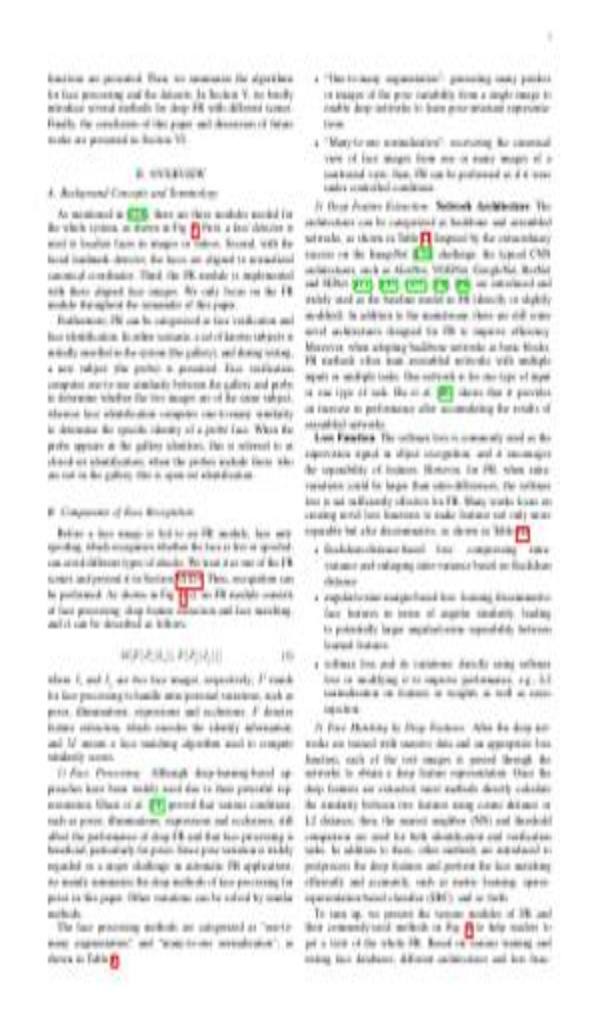 functions are presented. Then, we summarize the algorithms
for face processing and the datasets. In Section V, we briefly
introduce several methods for deep FR with different scenes.
Finally, the conclusion of this paper and discussion of future
works are presented in Section VI.
II. OVERVIEW
A. Background Concepts and Terminology
As mentioned in there are three modules needed for
the whole system, as shown in Fig. First, a face detector is
used to localize faces in images or videos. Second, with the
facial landmark detector, the faces are aligned to normalized
canonical coordinates. Third, the FR module is implemented
with these aligned face images. We only focus on the FR
module throughout the remainder of this paper.
Furthermore, FR can be categorized as face verification and
face identification. In either scenario, a set of known subjects is
initially enrolled in the system (the gallery), and during testing,
a new subject (the probe) is presented. Face verification
computes one-to-one similarity between the gallery and probe
to determine whether the two images are of the same subject,
whereas face identification computes one-to-many similarity
to determine the specific identity of a probe face. When the
probe appears in the gallery identities, this is referred to as
closed-set identification; when the probes include those who
are not in the gallery, this is open-set identification.
B. Components of Face Recognition
Before a face image is fed to an FR module, face anti-
spoofing, which recognizes whether the face is live or spoofed,
can avoid different types of attacks. We treat it as one of the FR
scenes and present it in Section Then, recognition can
be performed. As shown in Fig. an FR module consists
of face processing, deep feature extraction and face matching,
and it can be described as follows:
where are two face images, respectively; P stands
for face processing to handle intra-personal variations, such as
poses, illuminations, expressions and occlusions; F denotes
feature extraction, which encodes the identity information;
and M means a face matching algorithm used to compute
similarity scores.
1) Face Processing: Although deep-learning-based ap-
proaches have been widely used due to their powerful rep-
resentation, Ghazi et al. proved that various conditions,
such as poses, illuminations, expressions and occlusions, still
affect the performance of deep FR and that face processing is
beneficial, particularly for poses. Since pose variation is widely
regarded as a major challenge in automatic FR applications,
we mainly summarize the deep methods of face processing for
poses in this paper. Other variations can be solved by similar
methods.
The face processing methods are categorized as "one-to-
many augmentation" and "many-to-one normalization", as
shown in Table
• "One-to-many augmentation": generating many patches
or images of the pose variability from a single image to
enable deep networks to learn pose-invariant representa-
tions.
• "Many-to-one normalization": recovering the canonical
view of face images from one or many images of a
nonfrontal view; then, FR can be performed as if it were
under controlled conditions.
2) Deep Feature Extraction: Network Architecture. The
architectures can be categorized as backbone and assembled
networks, as shown in Table Inspired by the extraordinary
success on the ImageNet challenge, the typical CNN
architectures, such as AlexNet, VGGNet, GoogleNet, ResNet
and SENet are introduced and
widely used as the baseline model in FR (directly or slightly
modified). In addition to the mainstream, there are still some
novel architectures designed for FR to improve efficiency.
Moreover, when adopting backbone networks as basic blocks,
FR methods often train assembled networks with multiple
inputs or multiple tasks. One network is for one type of input
or one type of task. Hu et al. shows that it provides
an increase in performance after accumulating the results of
assembled networks.
Loss Function. The softmax loss is commonly used as the
supervision signal in object recognition, and it encourages
the separability of features. However, for FR, when intra-
variations could be larger than inter-differences, the softmax
loss is not sufficiently effective for FR. Many works focus on
creating novel loss functions to make features not only more
separable but also discriminative, as shown in Table
• Euclidean-distance-based loss: compressing intra-
variance and enlarging inter-variance based on Euclidean
distance.
• angular/cosine-margin-based loss: learning discriminative
face features in terms of angular similarity, leading
to potentially larger angular/cosine separability between
learned features.
• softmax loss and its variations: directly using softmax
loss or modifying it to improve performance, e.g., L2
normalization on features or weights as well as noise
injection.
3) Face Matching by Deep Features: After the deep net-
works are trained with massive data and an appropriate loss
function, each of the test images is passed through the
networks to obtain a deep feature representation. Once the
deep features are extracted, most methods directly calculate
the similarity between two features using cosine distance or
L2 distance; then, the nearest neighbor (NN) and threshold
comparison are used for both identification and verification
tasks. In addition to these, other methods are introduced to
postprocess the deep features and perform the face matching
efficiently and accurately, such as metric learning, sparse-
representation-based classifier (SRC), and so forth.
To sum up, we present the various modules of FR and
their commonly-used methods in Fig. to help readers to
get a view of the whole FR. Based on various training and
testing face databases, different architectures and loss func-